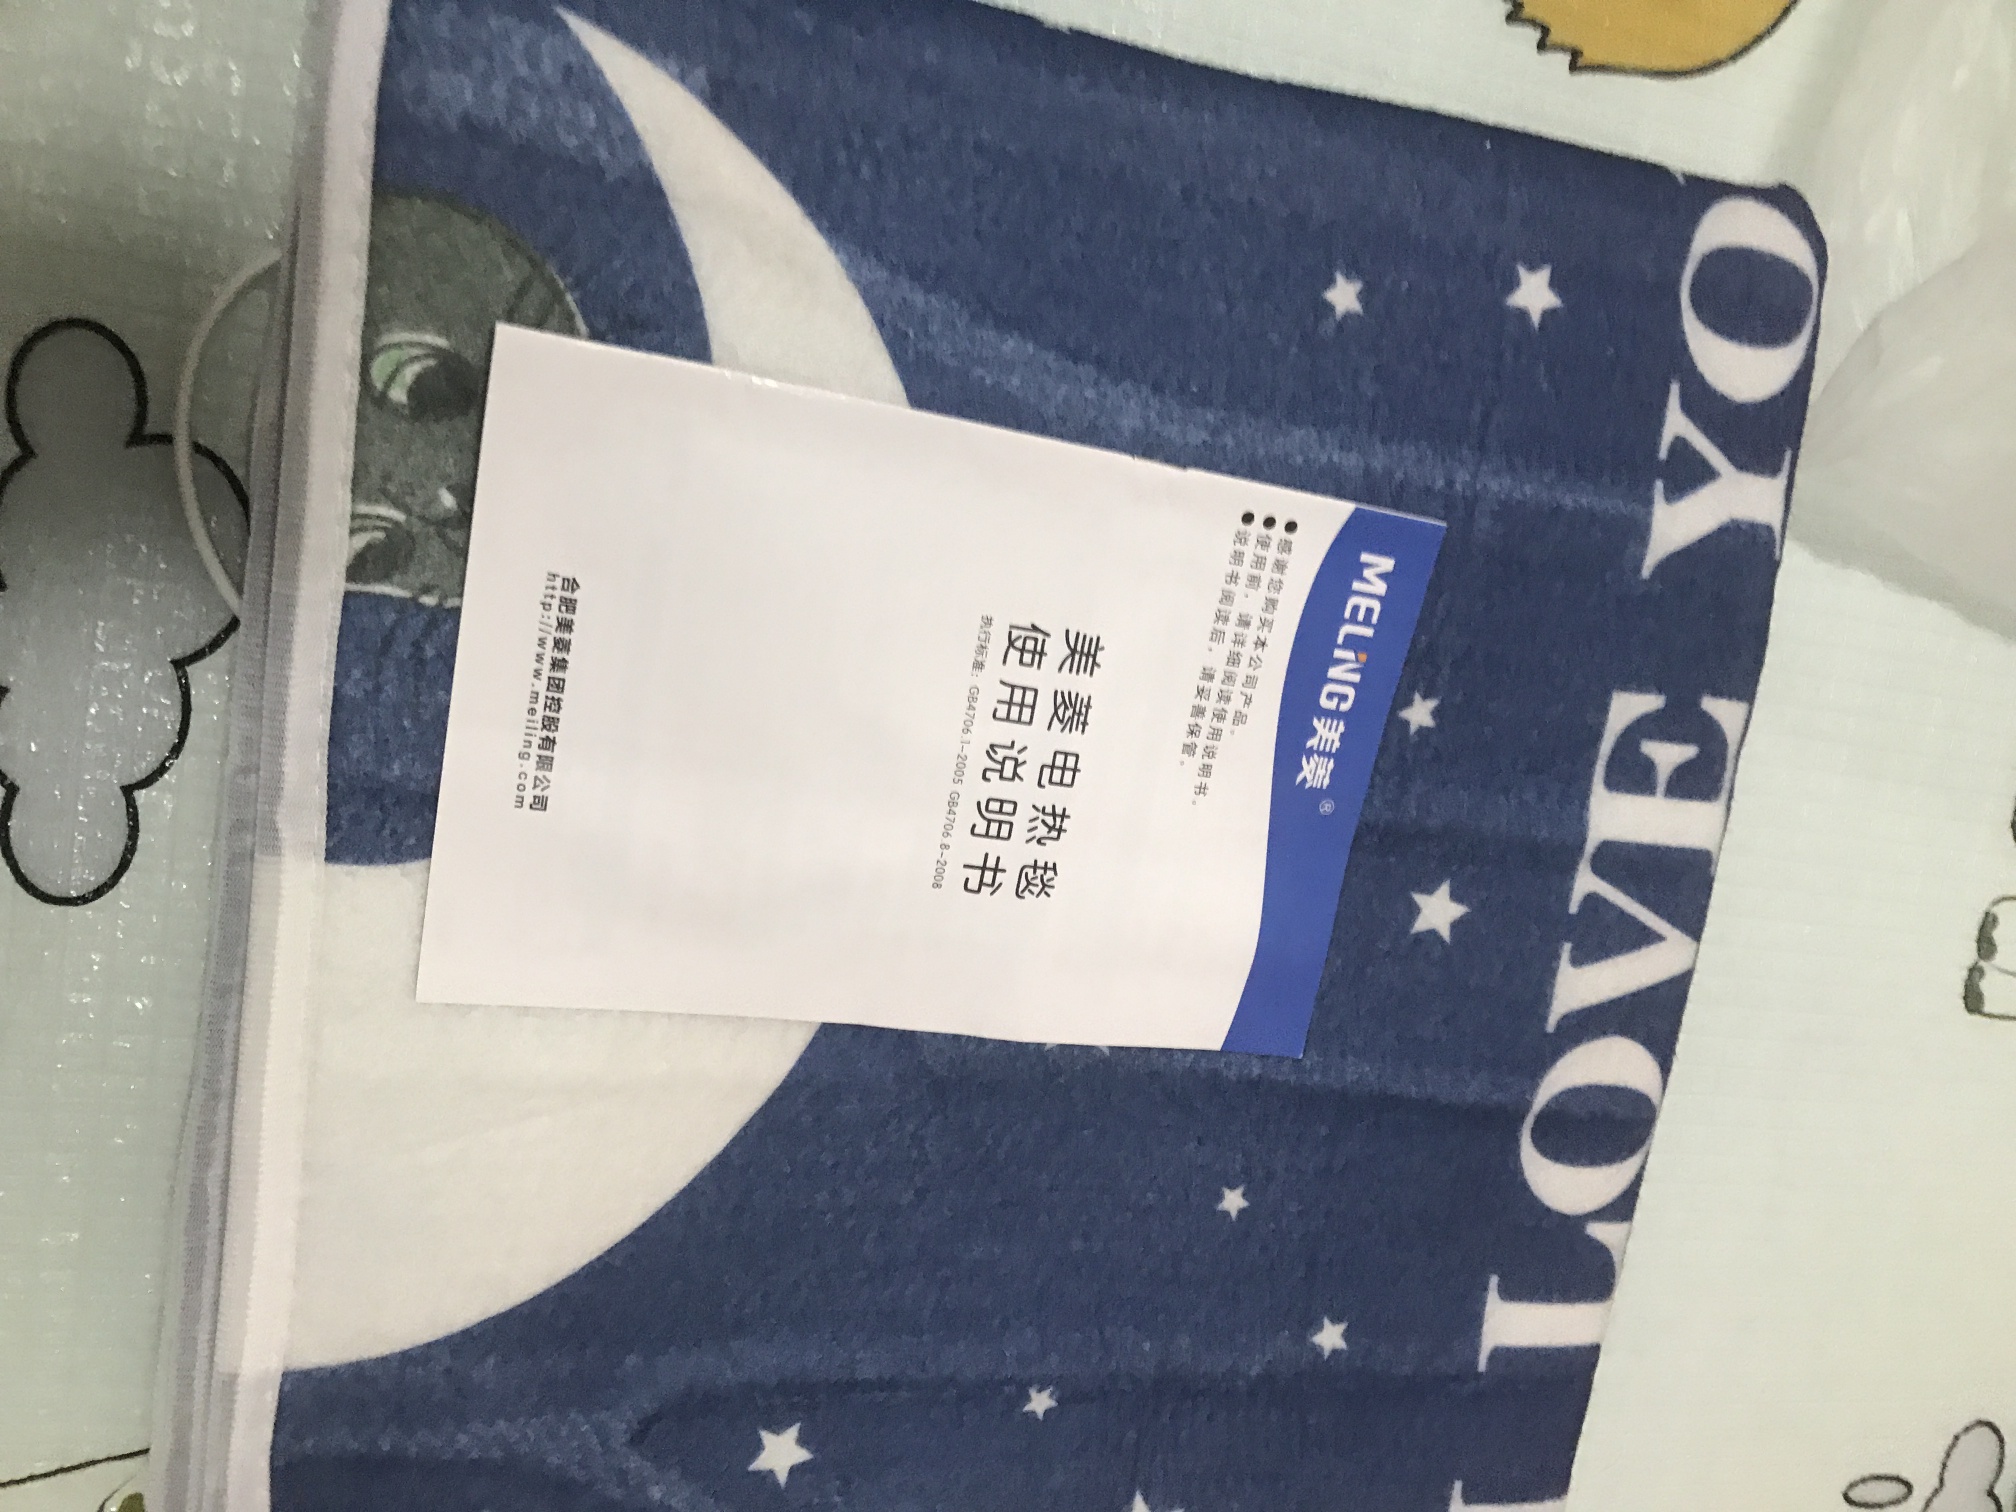 MELING美菱®
●感谢您购买本公司产品。
●使用前，请详细阅读使用说明书。
●说明书阅读后，请妥善保管。
美菱电热毯
使用说明书
执行标准：GB4706.1-2005 GB4706.8-2008
合肥美菱集团控股有限公司
http://www.meiling.com
LOVE YO